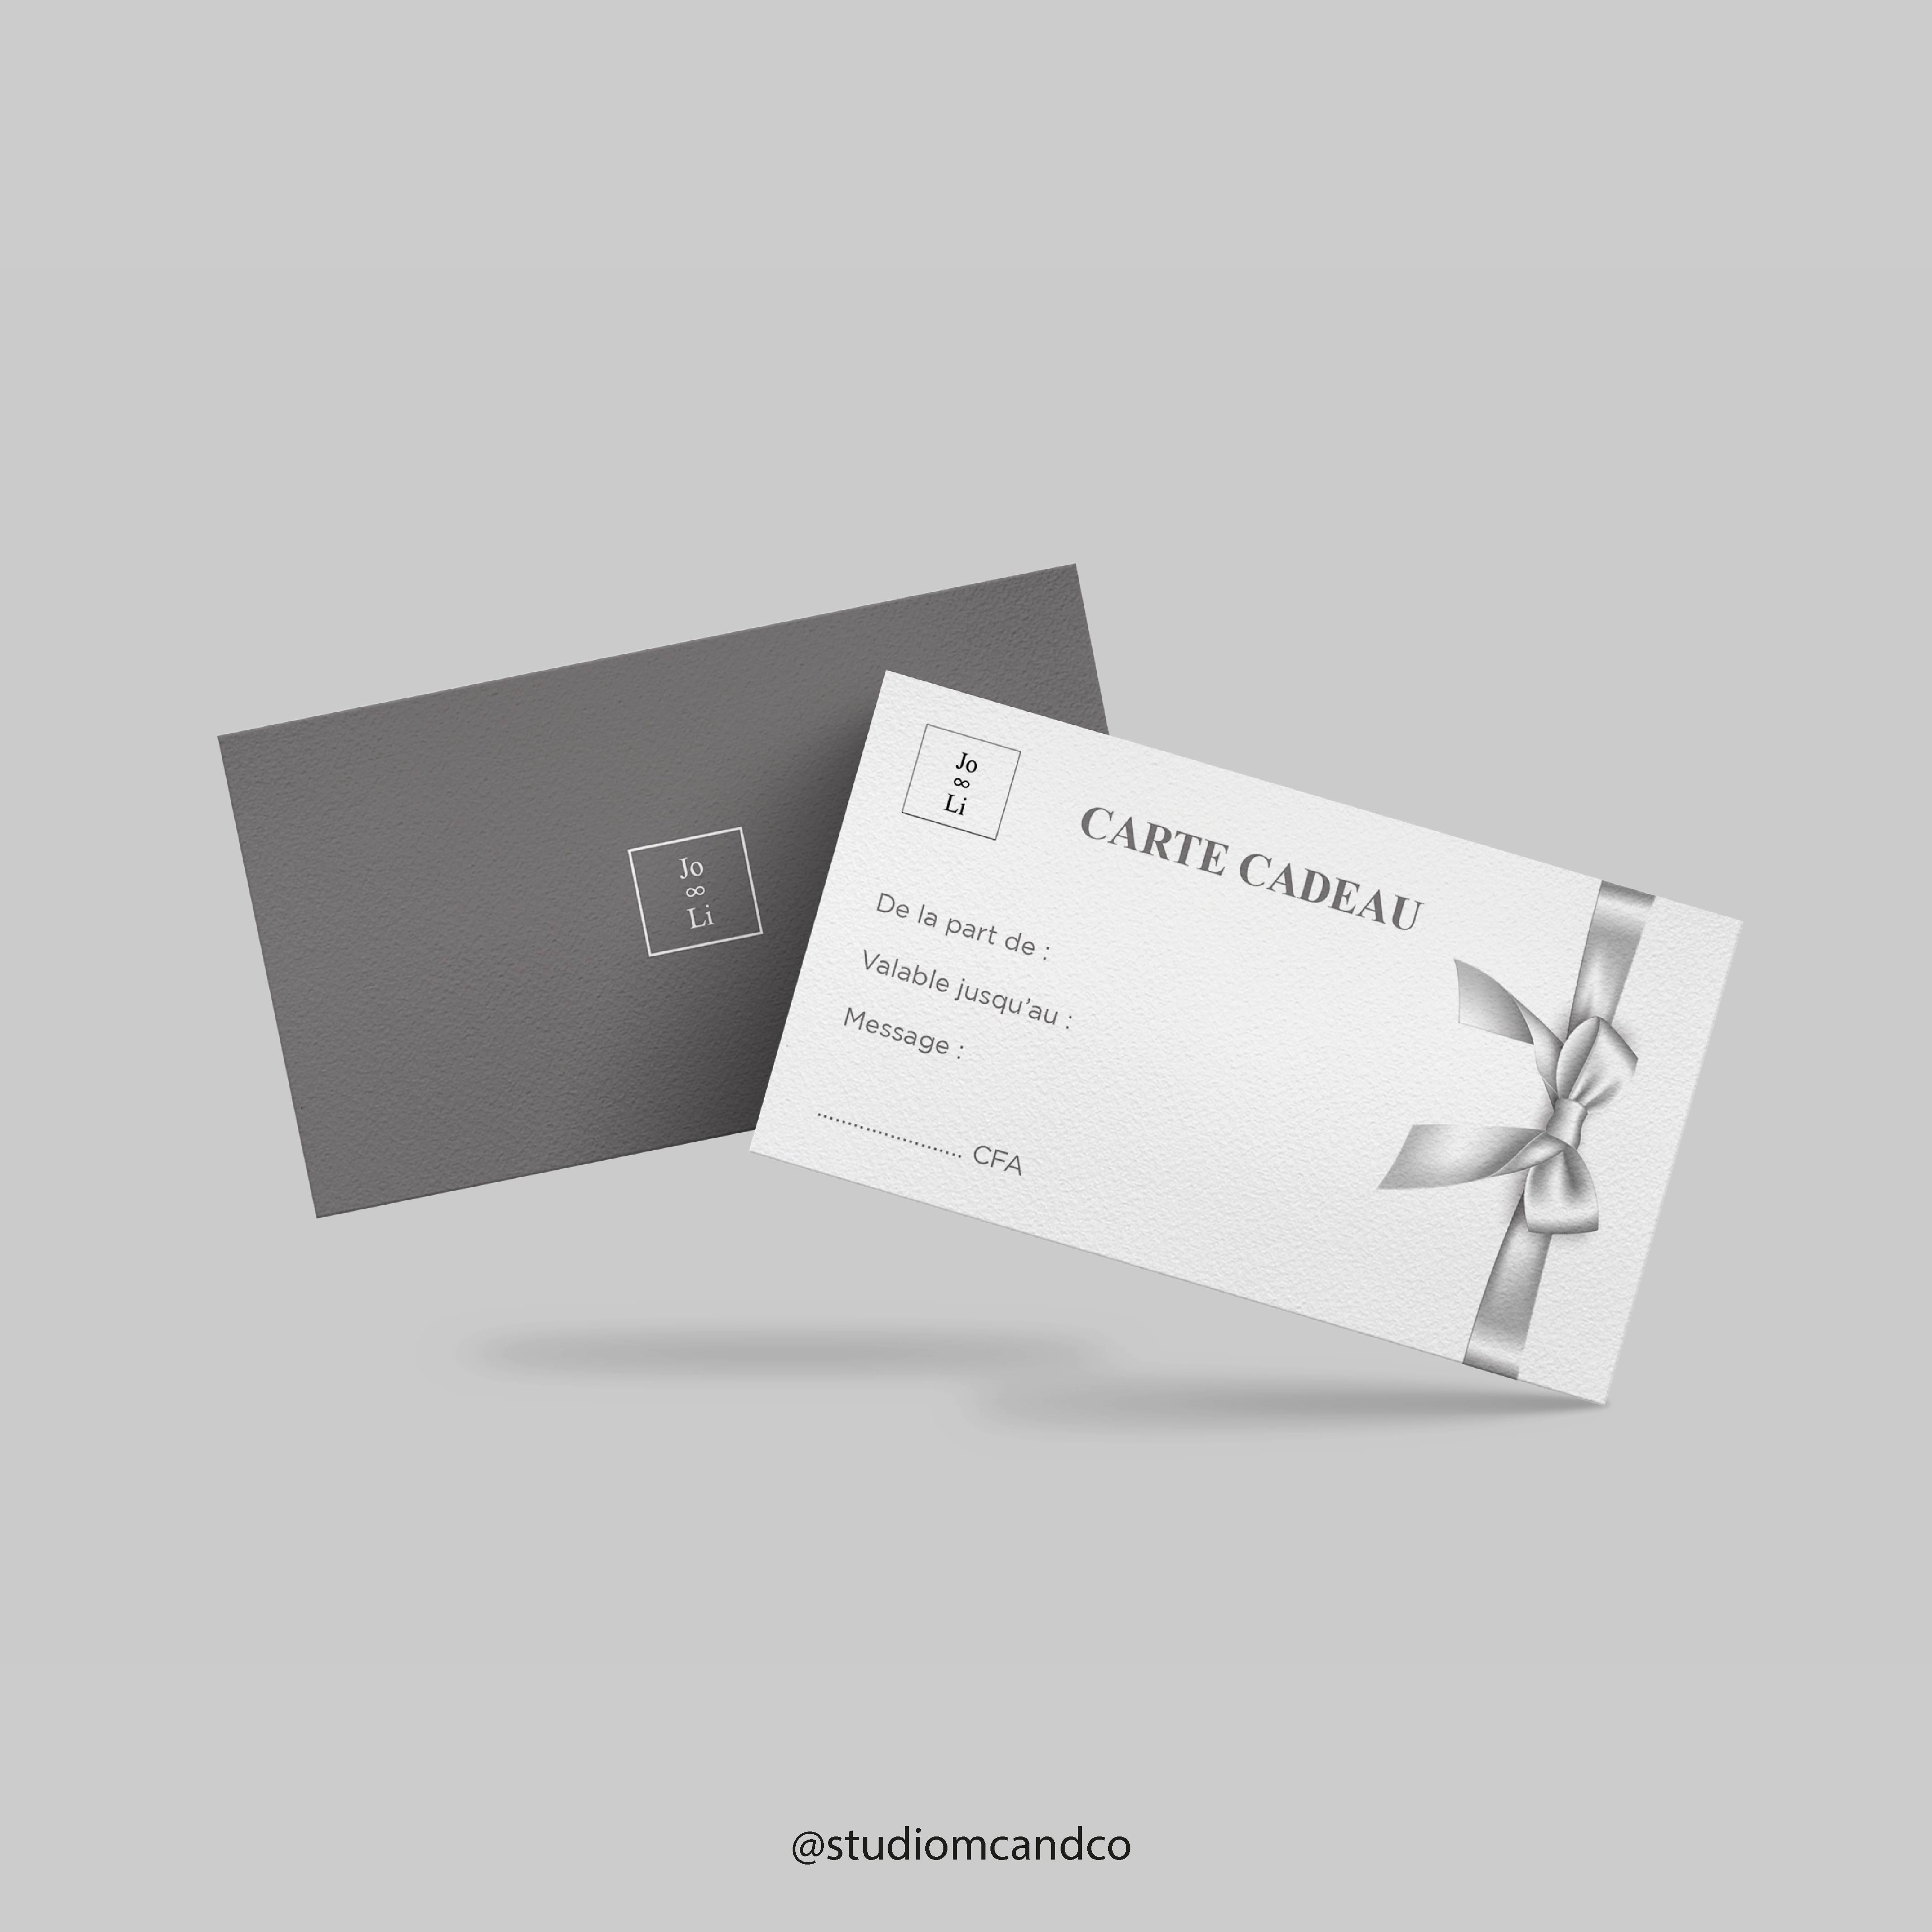 Jo
∞
Li
Jo
∞
Li
CARTE CADEAU
De la part de :
Valable jusqu’au :
Message :
........................ CFA
@studiomcandco